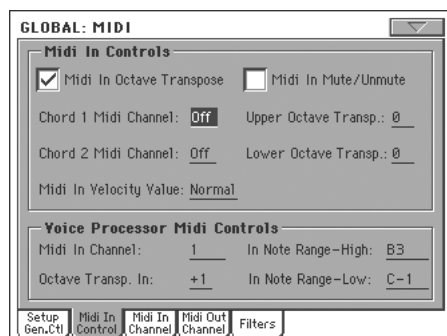 GLOBAL: MIDI
Midi In Controls
Midi In Octave Transpose Midi In Mute/Unmute
Chord 1 Midi Channel: Off Upper Octave Transp.: 0
Chord 2 Midi Channel: Off Lower Octave Transp.: 0
Midi In Velocity Value: Normal
Voice Processor Midi Controls
Midi In Channel: 1 In Note Range-High: B3
Octave Transp. In: +1 In Note Range-Low: C-1
Setup Gen.Ctl Midi In Control Midi In Channel Midi Out Channel Filters